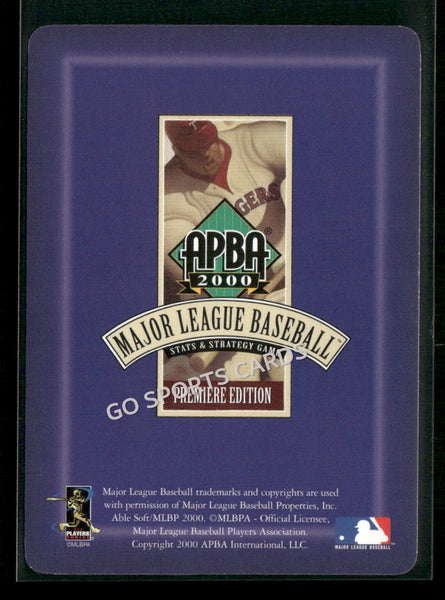 T
GERS
APBA®
2000
MAJOR LEAGUE BASEBALL™
STATS & STRATEGY GAME
GO SPORTS CARDS
PREMIERE EDITION
Major League Baseball trademarks and copyrights are used
with permission of Major League Baseball Properties, Inc.
Able Soft/MLBP 2000. ©MLBPA - Official Licensee,
Major League Baseball Players Association.
Copyright 2000 APBA International, LLC.
PLAYERS
©MLBPA
MAJOR LEAGUE BASEBALL